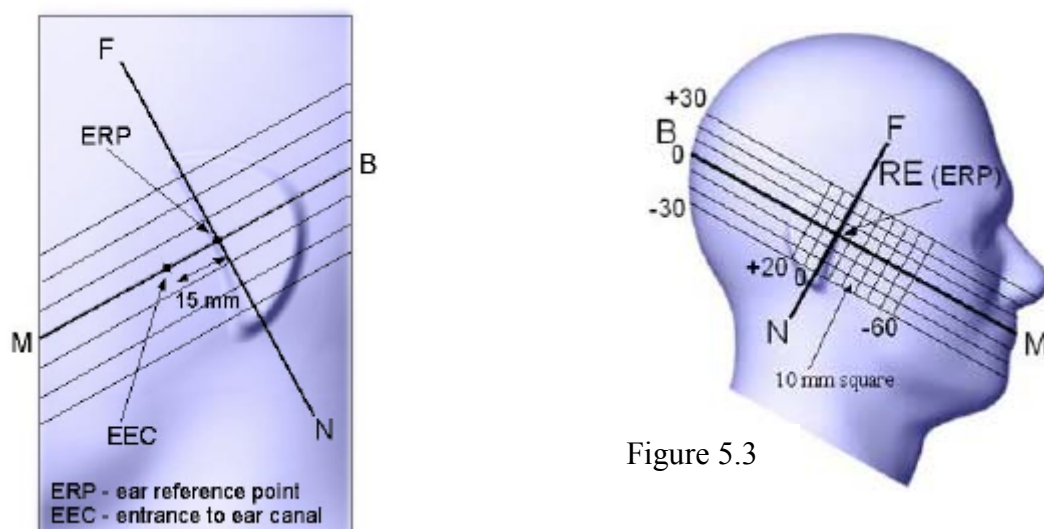 F
ERP
B
15 mm
M
EEC
N
ERP - ear reference point
EEC - entrance to ear canal
+30
B
0
F
RE (ERP)
-30
+20
0
N
-60
M
10 mm square
Figure 5.3